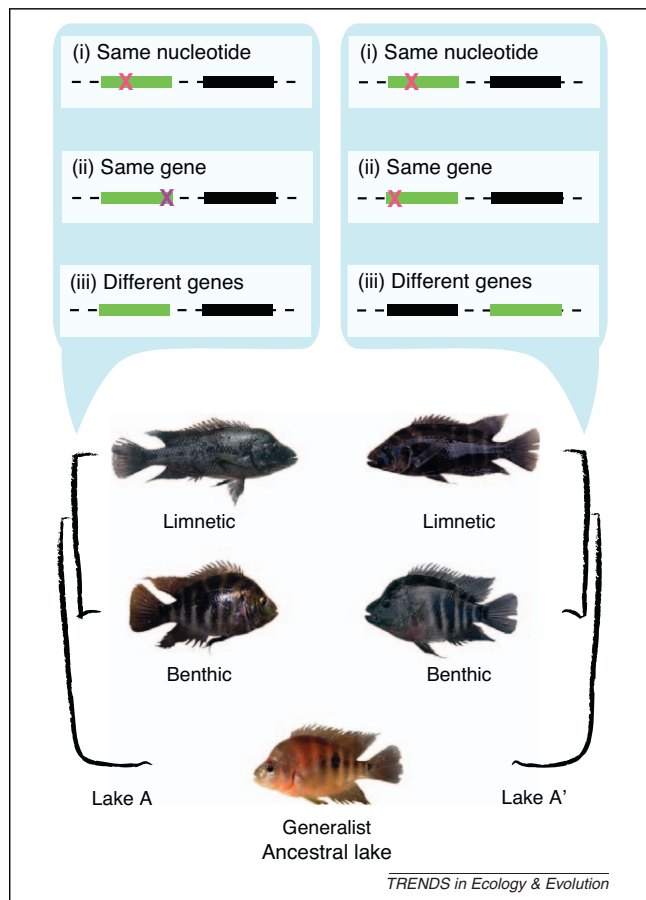 (i) Same nucleotide
(ii) Same gene
(iii) Different genes
(i) Same nucleotide
(ii) Same gene
(iii) Different genes
Limnetic
Limnetic
Benthic
Benthic
Lake A
Lake A’
Generalist
Ancestral lake
TRENDS in Ecology & Evolution